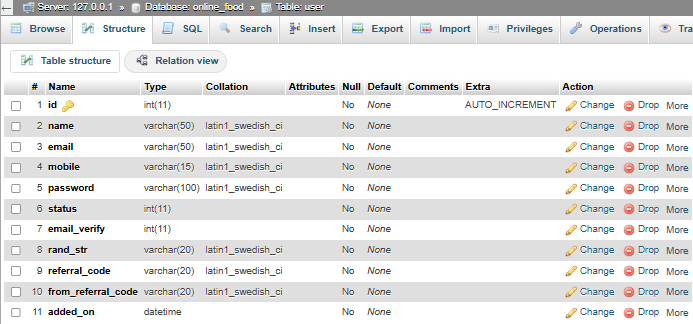 Server: 127.0.0.1 » Database: online_food » Table: user
Browse Structure SQL Search Insert Export Import Privileges Operations
Table structure Relation view
# Name Type Collation Attributes Null Default Comments Extra Action
1 id int(11) No None AUTO_INCREMENT Change Drop More
2 name varchar(50) latin1_swedish_ci No None Change Drop More
3 email varchar(50) latin1_swedish_ci No None Change Drop More
4 mobile varchar(15) latin1_swedish_ci No None Change Drop More
5 password varchar(100) latin1_swedish_ci No None Change Drop More
6 status int(11) No None Change Drop More
7 email_verify int(11) No None Change Drop More
8 rand_str varchar(20) latin1_swedish_ci No None Change Drop More
9 referral_code varchar(20) latin1_swedish_ci No None Change Drop More
10 from_referral_code varchar(20) latin1_swedish_ci No None Change Drop More
11 added_on datetime No None Change Drop More